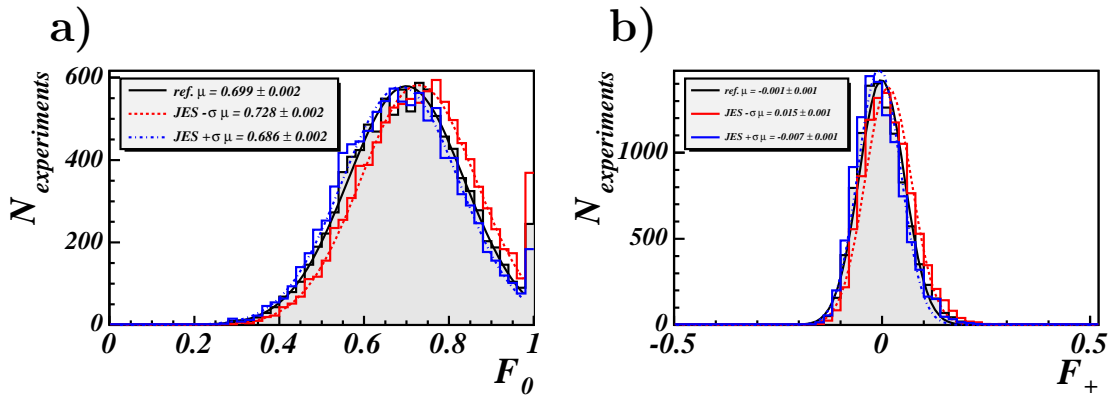 a)
N experiments
600
400
200
0
ref. μ = 0.699 ± 0.002
JES -σ μ = 0.728 ± 0.002
JES +σ μ = 0.686 ± 0.002
0 0.2 0.4 0.6 0.8 1
F_0
b)
N experiments
1000
500
0
ref. μ = -0.001 ± 0.001
JES -σ μ = 0.015 ± 0.001
JES +σ μ = -0.007 ± 0.001
-0.5 0 0.5
F_+